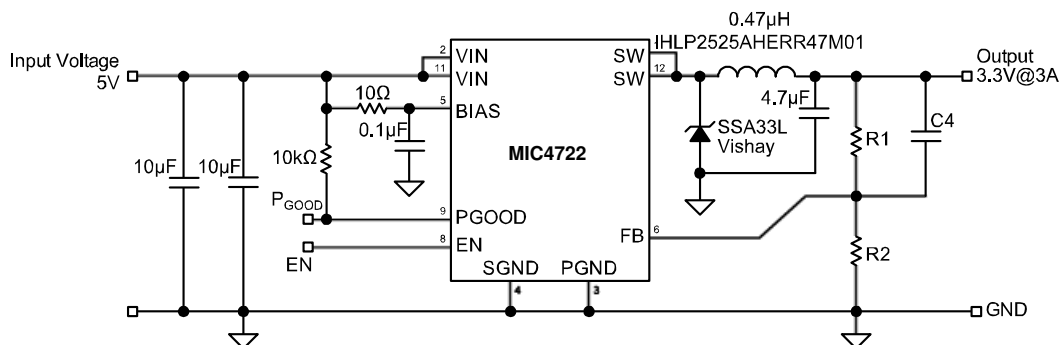 0.47µH
IHLP2525AHERR47M01
Input Voltage
5V
2
VIN
11
VIN
SW
12
SW
Output
3.3V@3A
10Ω
5
BIAS
0.1µF
4.7µF
SSA33L
Vishay
R1
C4
MIC4722
10µF
10µF
10kΩ
PGOOD
9
PGOOD
8
EN
EN
FB
6
R2
SGND
PGND
4
3
GND